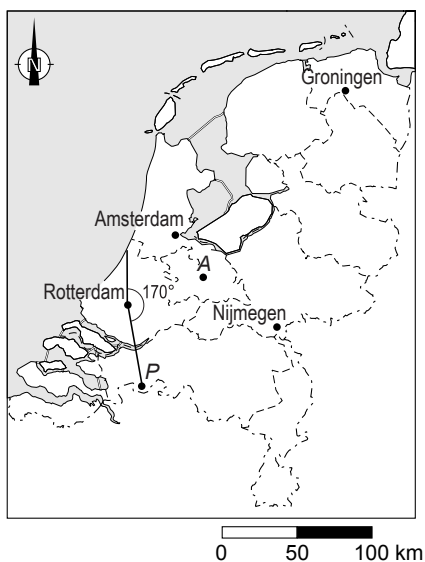 N
Groningen
Amsterdam
A
Rotterdam
170°
Nijmegen
P
0 50 100 km